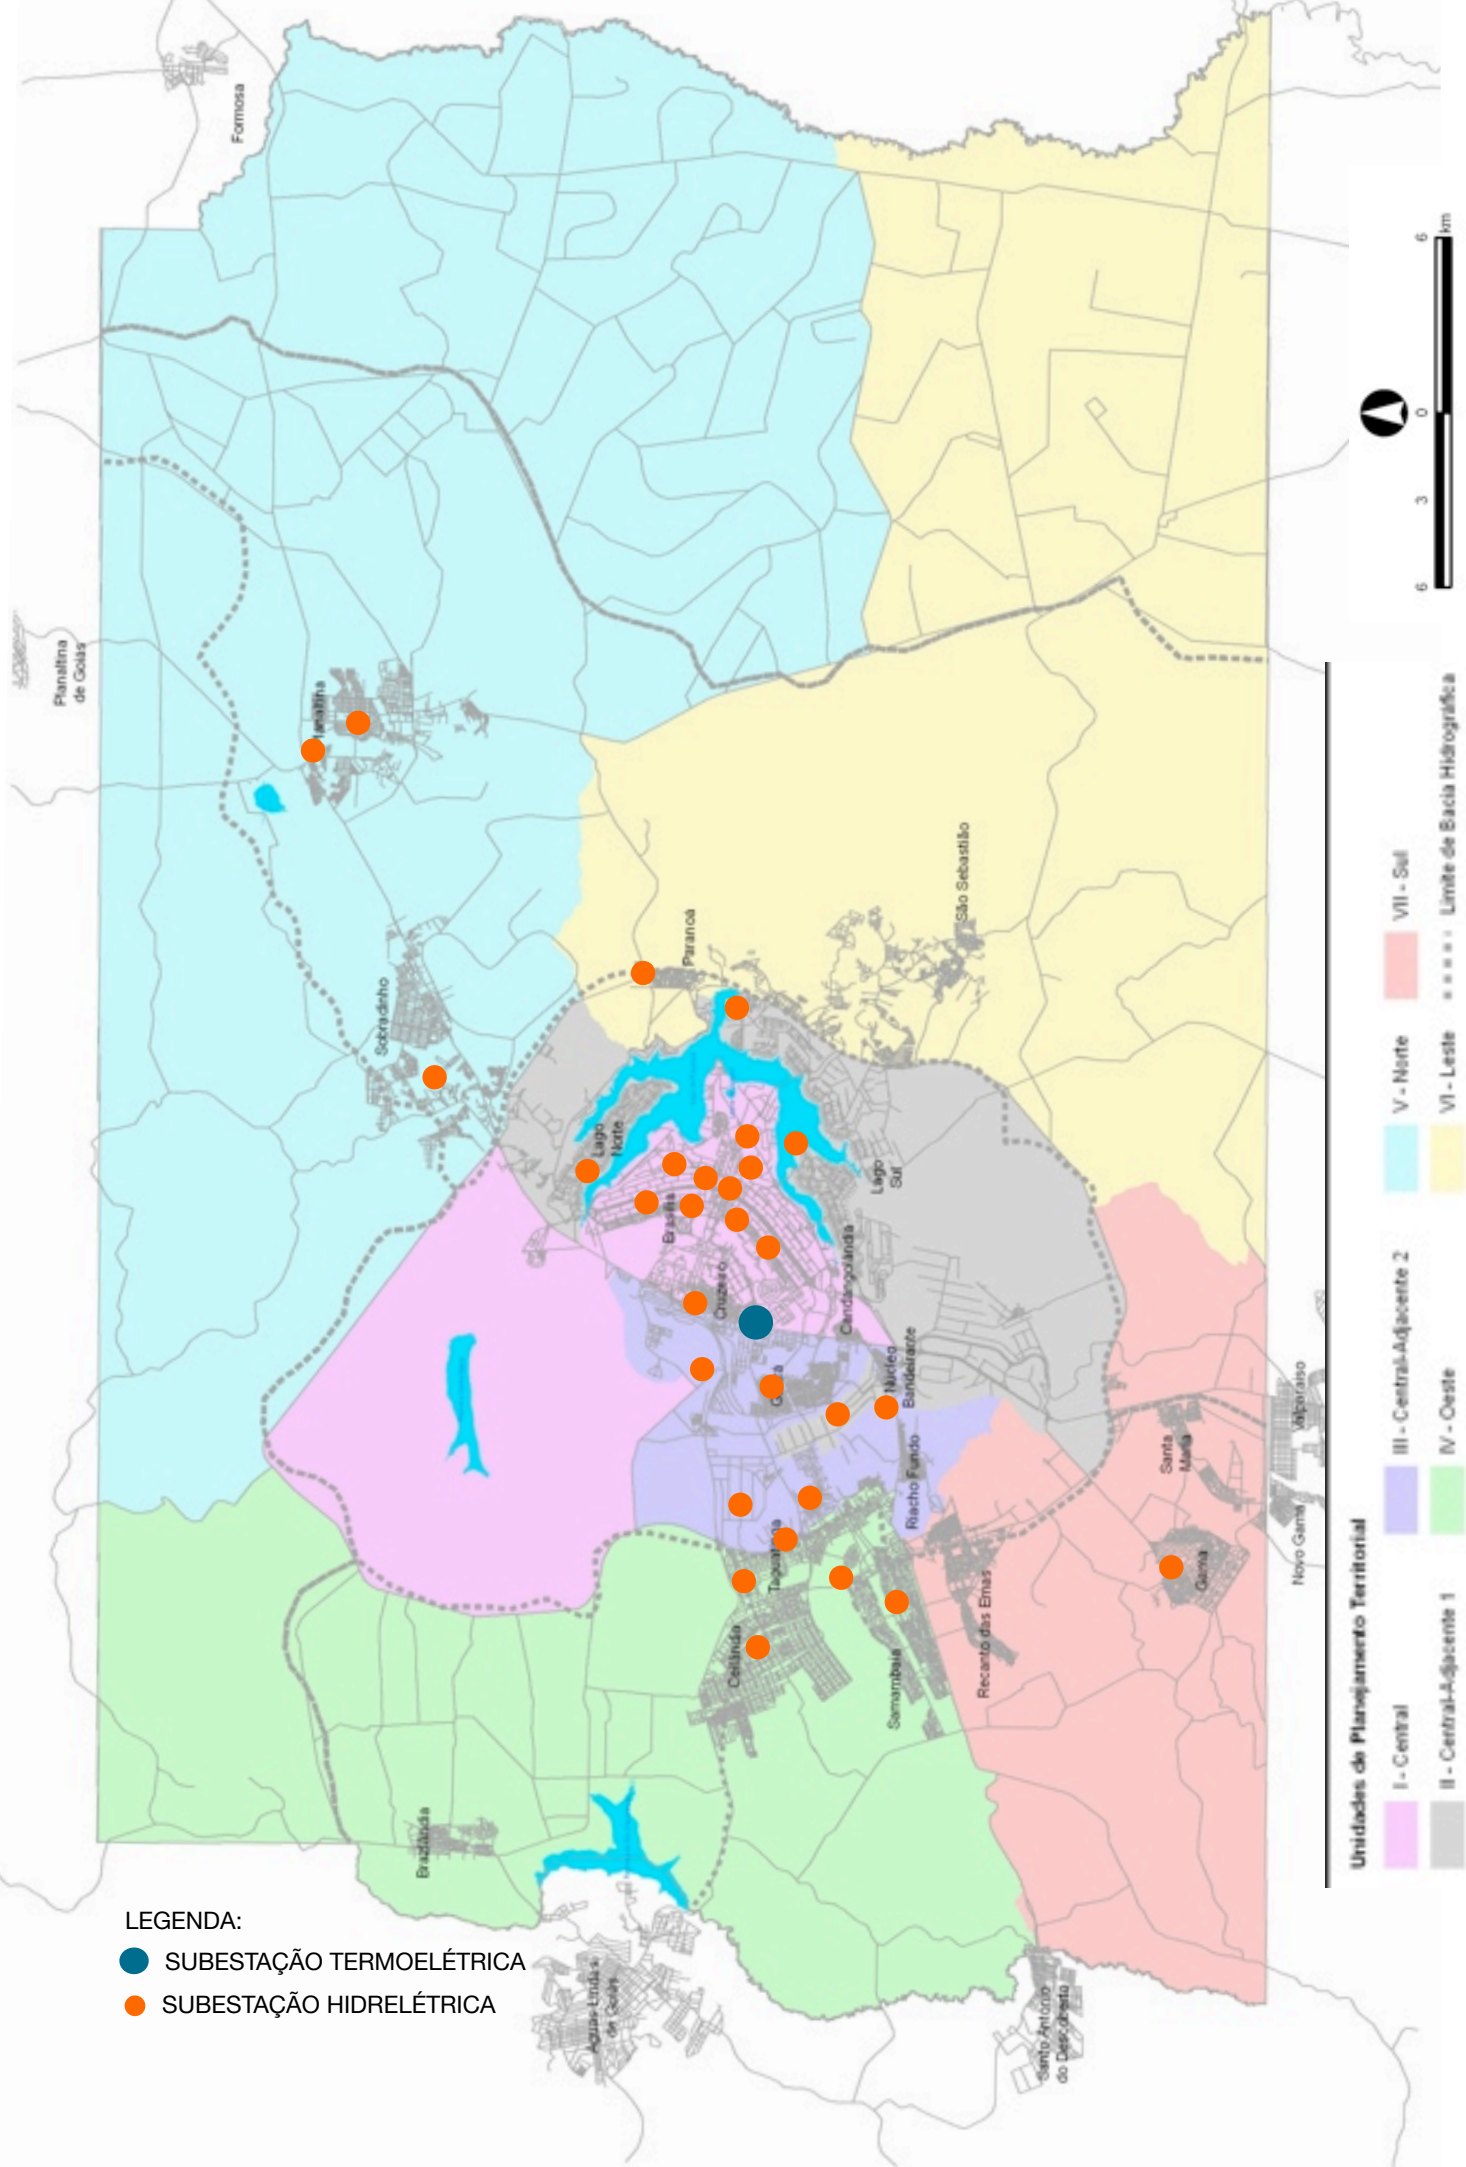 Formosa
Planaltina
de Goiás
Sobradinho
Paranoá
São Sebastião
Lago
Norte
Lago
Sul
Brasília
Cruzeiro
Candangolândia
Núcleo
Bandeirante
Riacho Fundo
Santa
Maria
Valparaiso
Novo Gama
Gama
Ceilândia
Samambaia
Recanto das Emas
Brazlândia
Águas Lindas
de Goiás
Santo Antônio
do Descoberto
LEGENDA:
SUBESTAÇÃO TERMOELÉTRICA
SUBESTAÇÃO HIDRELÉTRICA
Unidades de Planejamento Territorial
I - Central
II - Central-Adjacente 1
III - Central-Adjacente 2
IV - Oeste
V - Norte
VI - Leste
VII - Sul
Limite de Bacia Hidrográfica
6 3 0 6
km